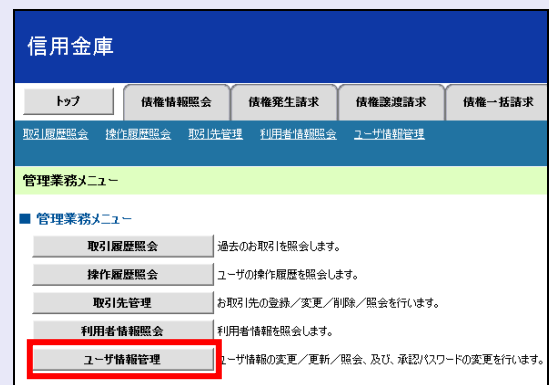 信用金庫
トップ 債権情報照会 債権発生請求 債権譲渡請求 債権一括請求
取引履歴照会 操作履歴照会 取引先管理 利用者情報照会 ユーザ情報管理
管理業務メニュー
■ 管理業務メニュー
取引履歴照会 過去のお取引を照会します。
操作履歴照会 ユーザの操作履歴を照会します。
取引先管理 お取引先の登録/変更/削除/照会を行います。
利用者情報照会 利用者情報を照会します。
ユーザ情報管理 ユーザ情報の変更/更新/照会、及び、承認パスワードの変更を行います。